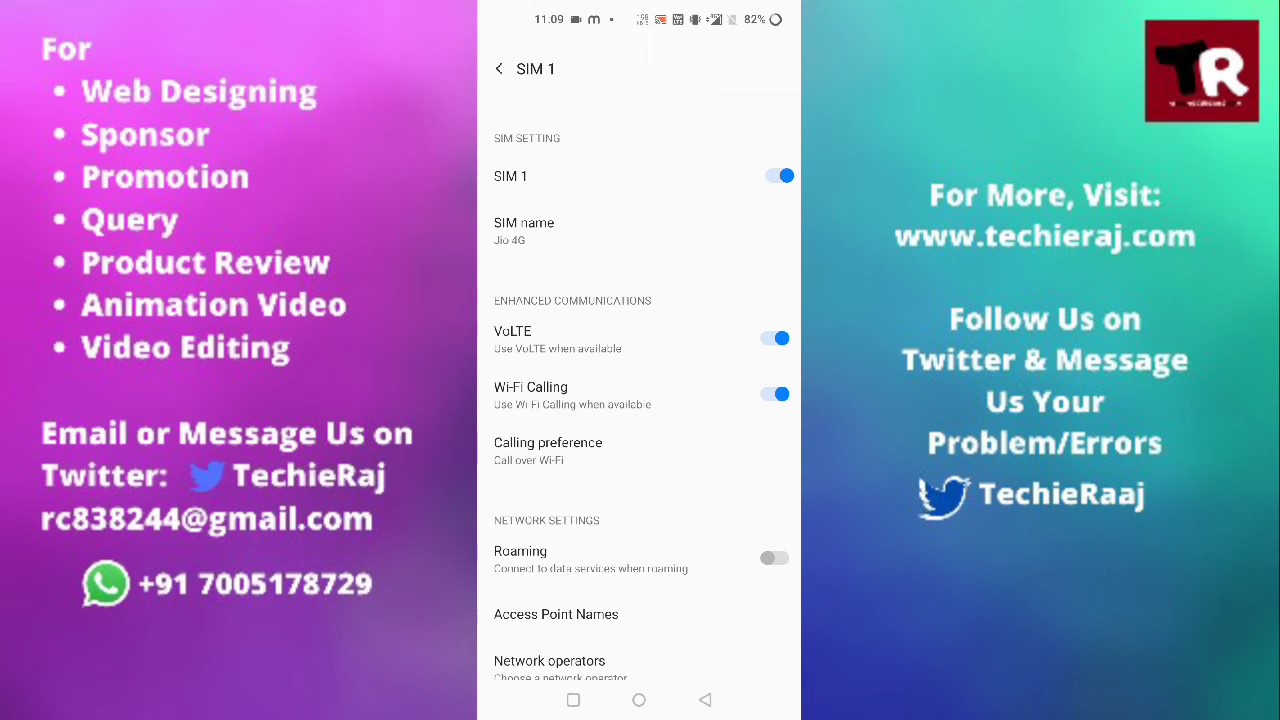 For
• Web Designing
• Sponsor
• Promotion
• Query
• Product Review
• Animation Video
• Video Editing
Email or Message Us on
Twitter: TechieRaj
rc838244@gmail.com
+91 7005178729
11.09
82%
SIM 1
SIM SETTING
SIM 1
SIM name
Jio 4G
ENHANCED COMMUNICATIONS
VoLTE
Use VoLTE when available
Wi-Fi Calling
Use Wi-Fi Calling when available
Calling preference
Call over Wi-Fi
NETWORK SETTINGS
Roaming
Connect to data services when roaming
Access Point Names
Network operators
Choose a network operator
TR
For More, Visit:
www.techieraj.com
Follow Us on
Twitter & Message
Us Your
Problem/Errors
TechieRaaj